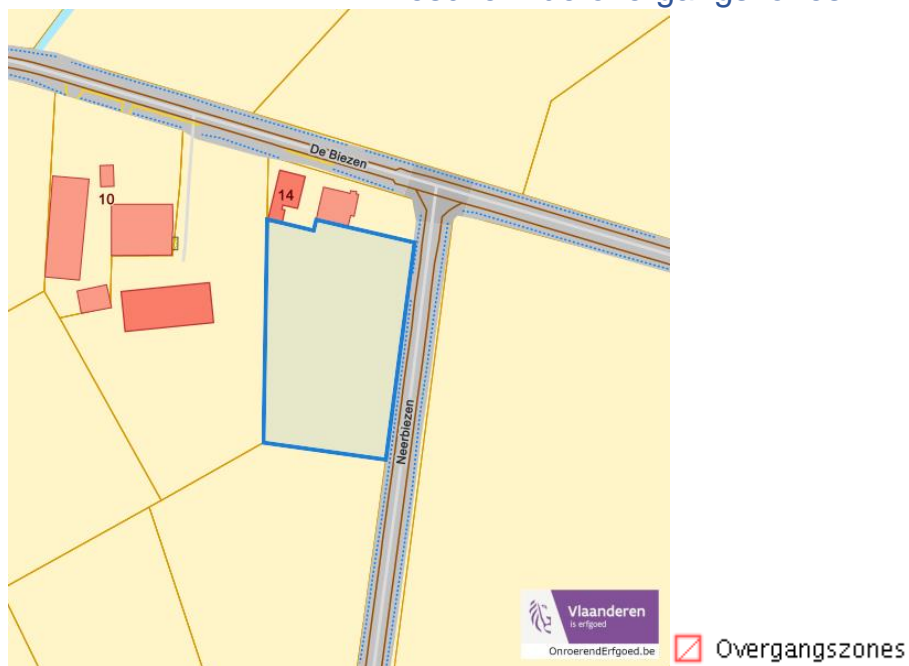 De Biezen
14
10
Neerbiezen
Vlaanderen
is erfgoed
OnroerendErfgoed.be
Overgangszones